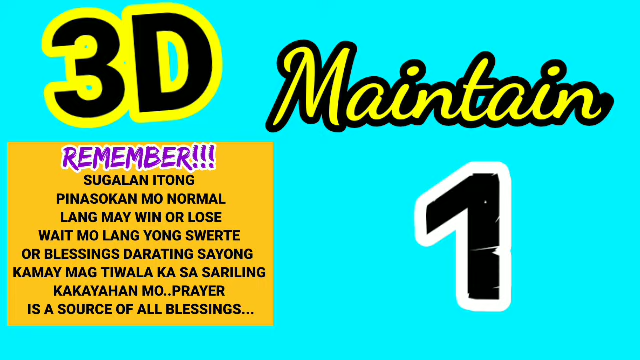 3D
Maintain
REMEMBER!!!
SUGALAN ITONG
PINASOKAN MO NORMAL
LANG MAY WIN OR LOSE
WAIT MO LANG YONG SWERTE
OR BLESSINGS DARATING SAYONG
KAMAY MAG TIWALA KA SA SARILING
KAKAYAHAN MO..PRAYER
IS A SOURCE OF ALL BLESSINGS...
1